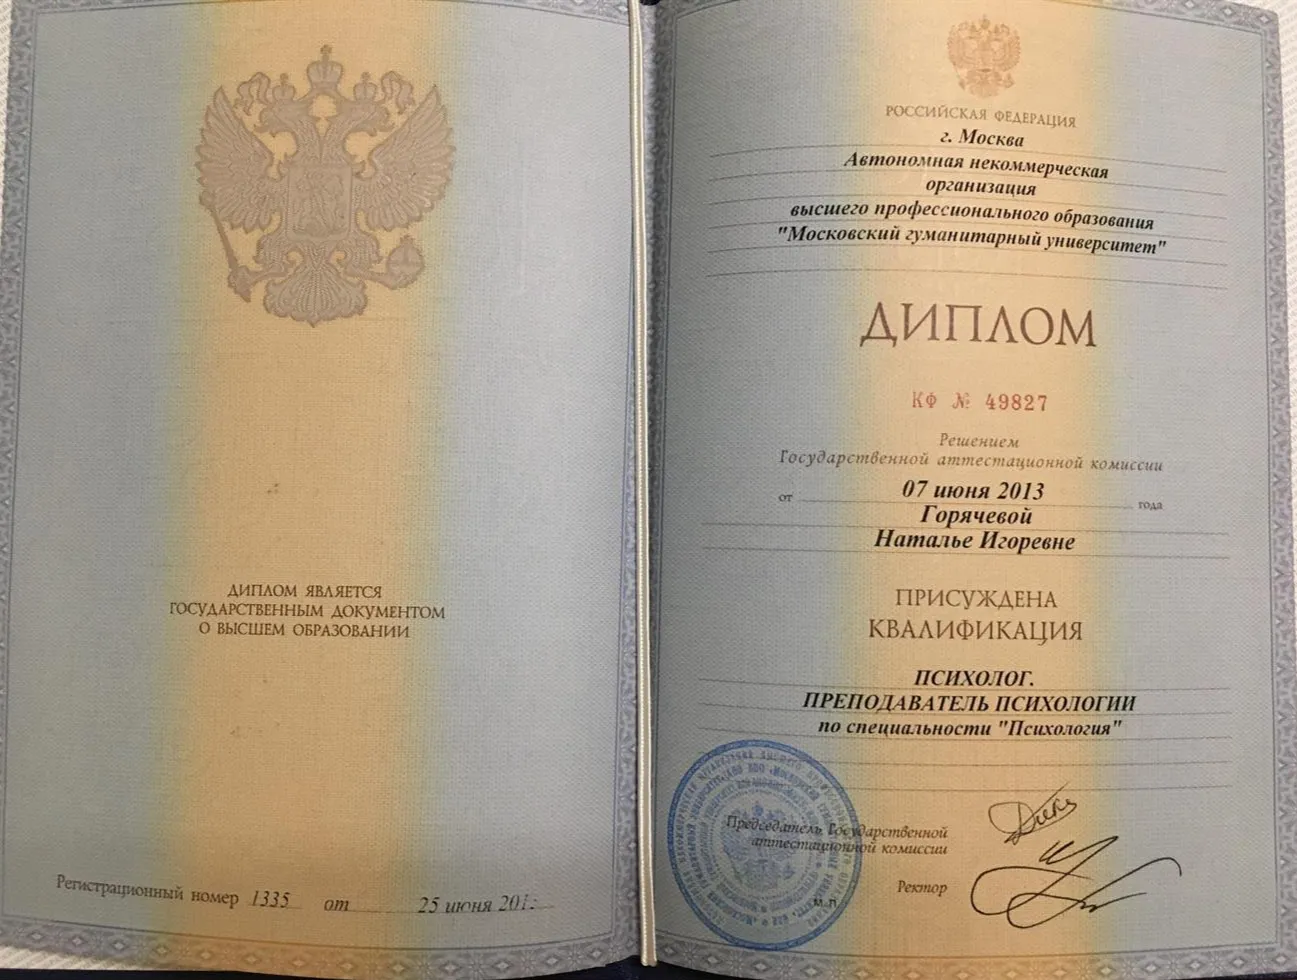 ДИПЛОМ ЯВЛЯЕТСЯ
ГОСУДАРСТВЕННЫМ ДОКУМЕНТОМ
О ВЫСШЕМ ОБРАЗОВАНИИ
Регистрационный номер 1335 от 25 июня
РОССИЙСКАЯ ФЕДЕРАЦИЯ
г. Москва
Автономная некоммерческая
организация
высшего профессионального образования
"Московский гуманитарный университет"
ДИПЛОМ
КФ № 49827
Решением
Государственной аттестационной комиссии
от 07 июня 2013 года
Горячевой
Наталье Игоревне
ПРИСУЖДЕНА
КВАЛИФИКАЦИЯ
ПСИХОЛОГ.
ПРЕПОДАВАТЕЛЬ ПСИХОЛОГИИ
по специальности "Психология"
Председатель Государственной
аттестационной комиссии
Ректор
М.П.